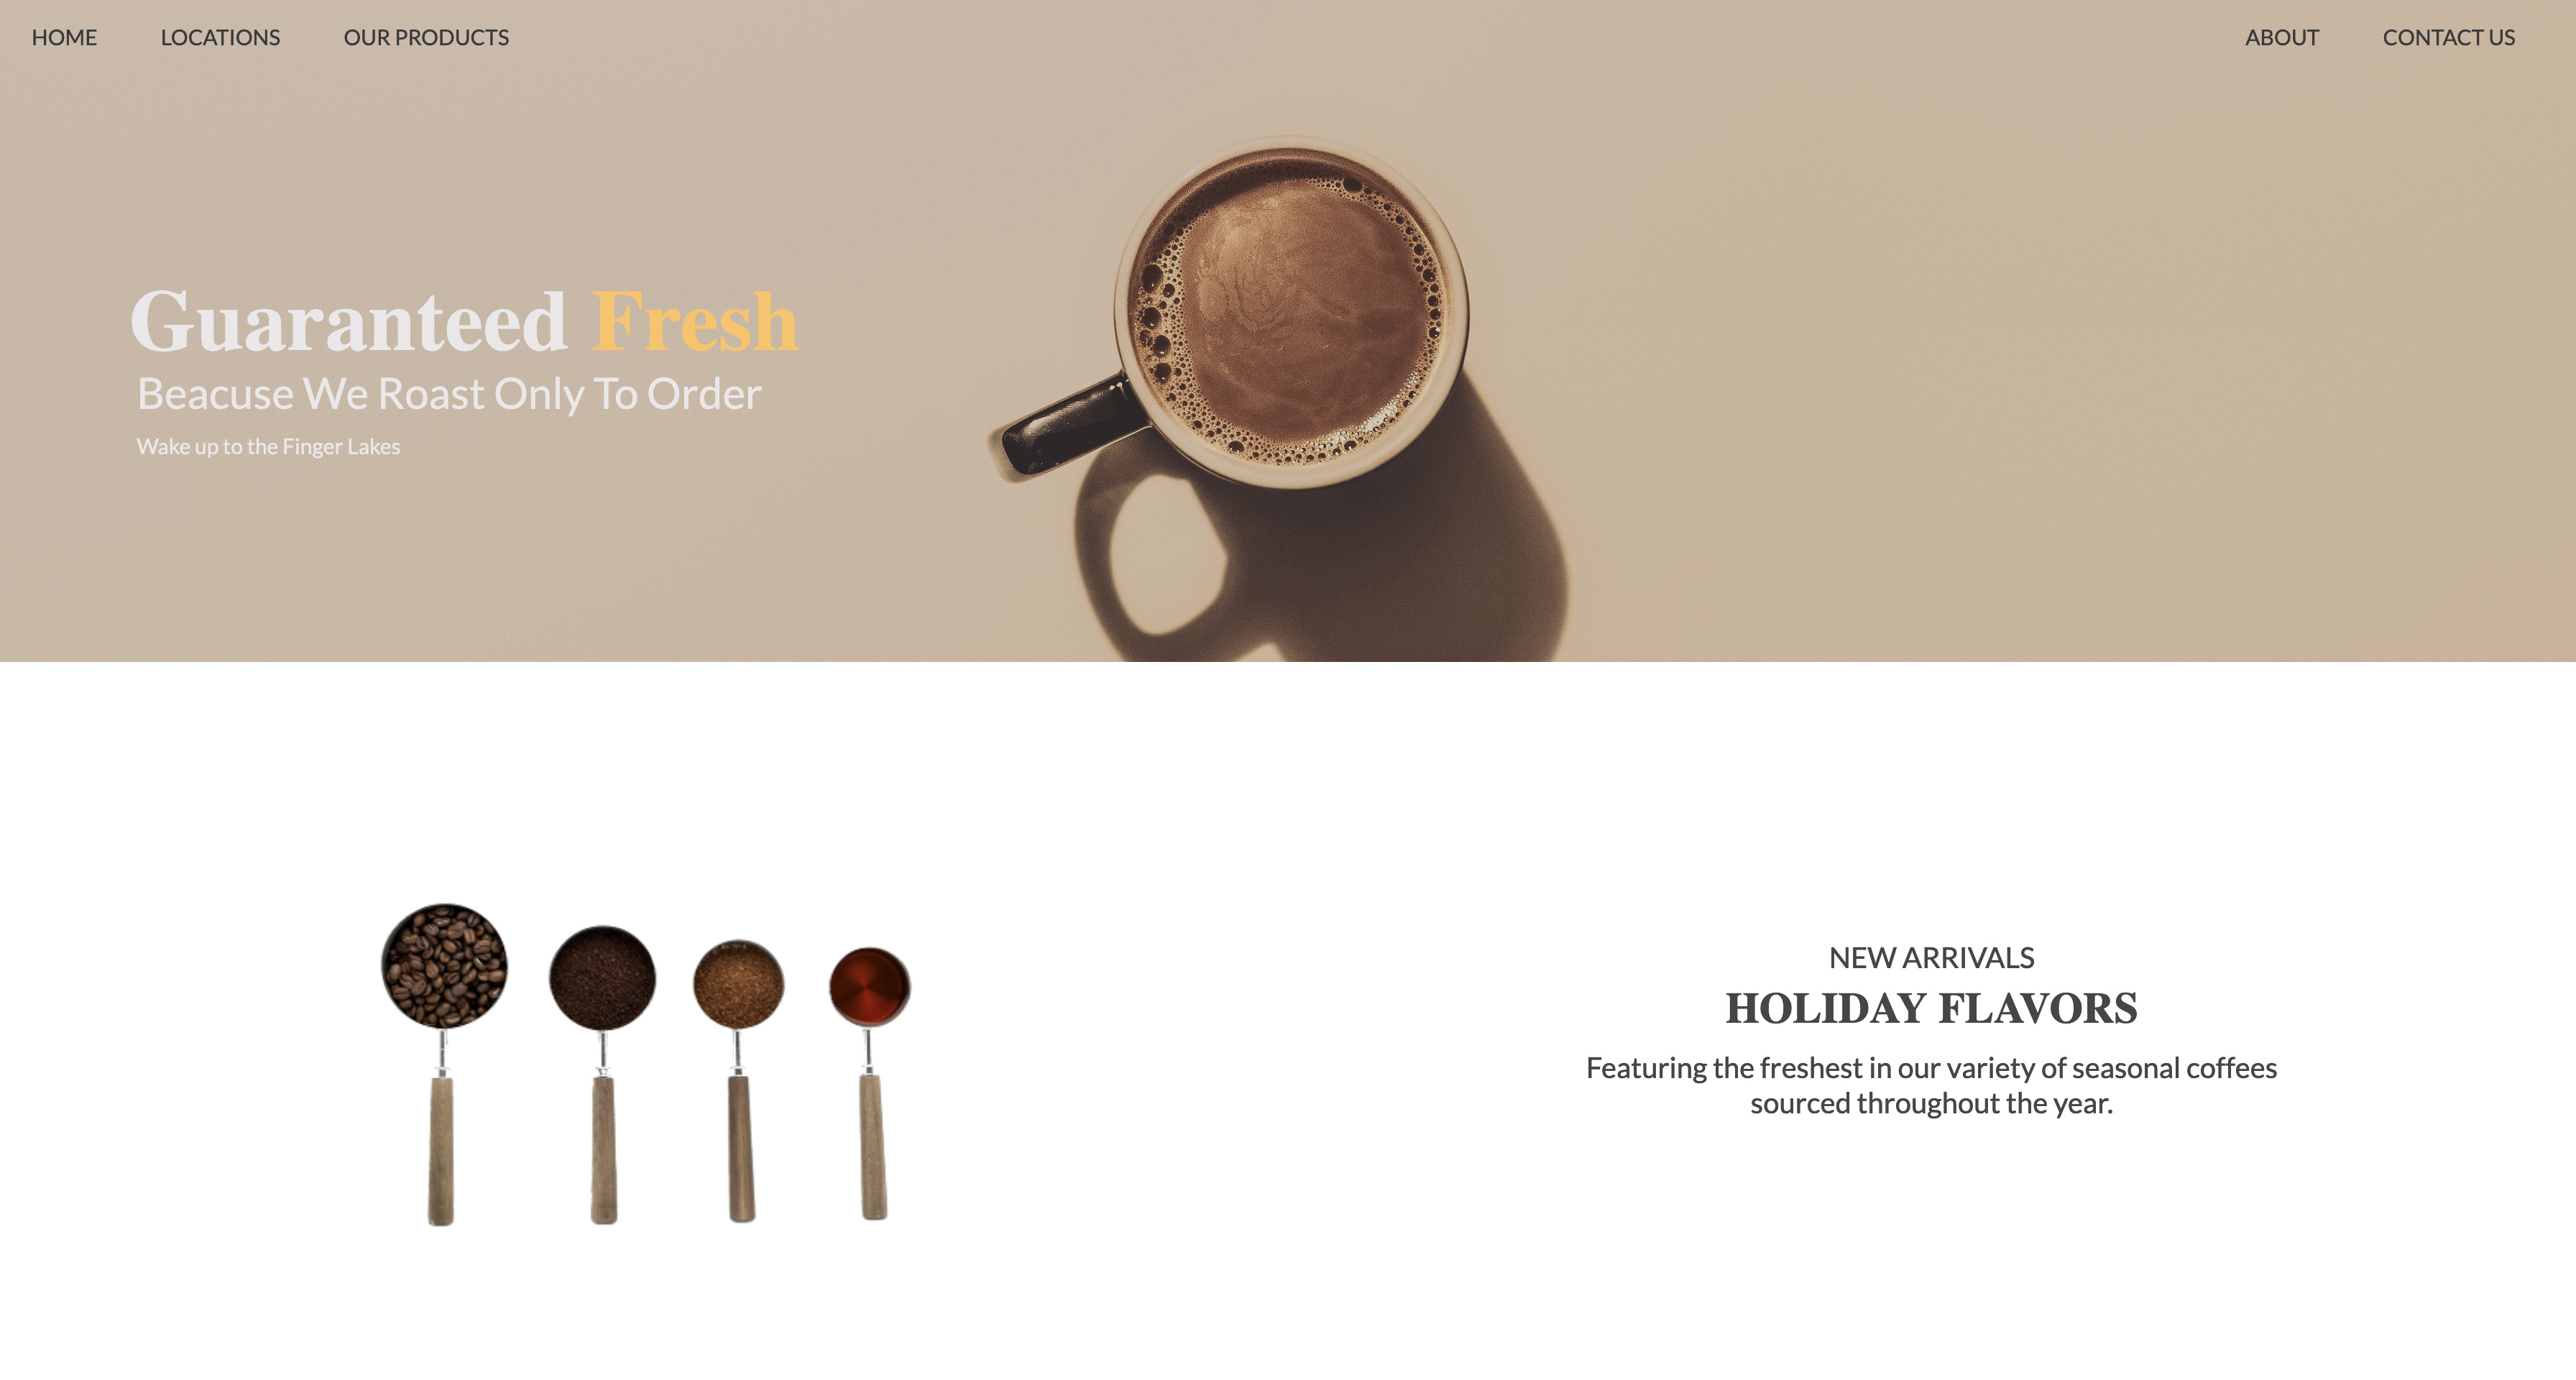 HOME LOCATIONS OUR PRODUCTS ABOUT CONTACT US
Guaranteed Fresh
Beacuse We Roast Only To Order
Wake up to the Finger Lakes
NEW ARRIVALS
HOLIDAY FLAVORS
Featuring the freshest in our variety of seasonal coffees
sourced throughout the year.